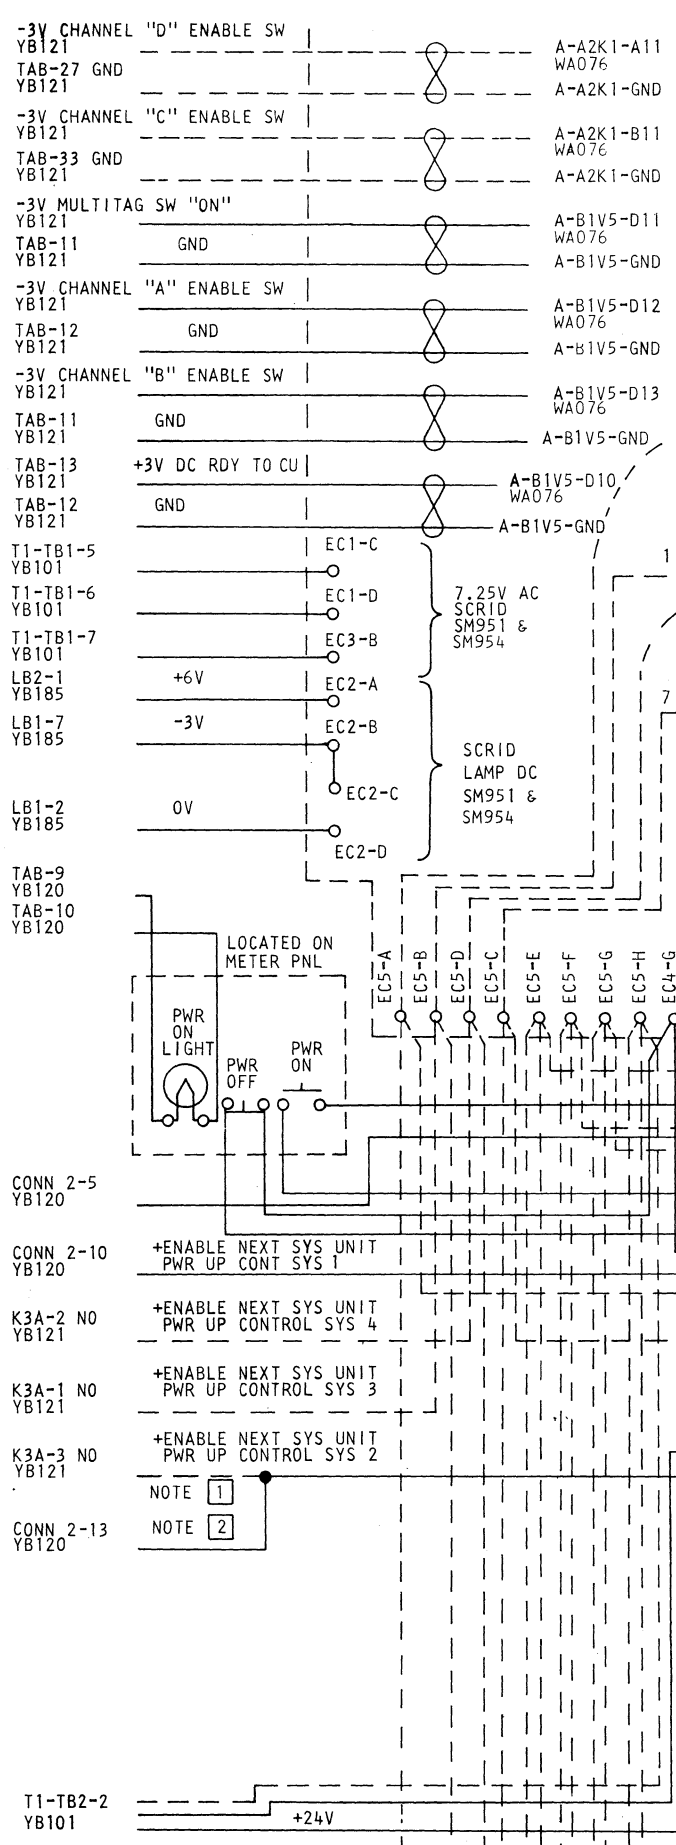 -3V CHANNEL "D" ENABLE SW
YB121
A-A2K1-A11
WA076
TAB-27 GND
YB121
A-A2K1-GND
-3V CHANNEL "C" ENABLE SW
YB121
A-A2K1-B11
WA076
TAB-33 GND
YB121
A-A2K1-GND
-3V MULTITAG SW "ON"
YB121
A-B1V5-D11
WA076
TAB-11 GND
YB121
A-B1V5-GND
-3V CHANNEL "A" ENABLE SW
YB121
A-B1V5-D12
WA076
TAB-12 GND
YB121
A-B1V5-GND
-3V CHANNEL "B" ENABLE SW
YB121
A-B1V5-D13
WA076
TAB-11 GND
YB121
A-B1V5-GND
TAB-13 +3V DC RDY TO CU
YB121
A-B1V5-D10
WA076
TAB-12 GND
YB121
A-B1V5-GND
T1-TB1-5 EC1-C
YB101
1
T1-TB1-6 EC1-D
YB101
7.25V AC
SCRID
SM951 &
SM954
T1-TB1-7 EC3-B
YB101
LB2-1 +6V EC2-A
YB185
7
LB1-7 -3V EC2-B
YB185
SCRID
LAMP DC
SM951 &
SM954
EC2-C
LB1-2 0V
YB185
EC2-D
TAB-9
YB120
TAB-10
YB120
LOCATED ON
METER PNL
EC5-A
EC5-B
EC5-D
EC5-C
EC5-E
EC5-F
EC5-G
EC5-H
EC4-G
PWR
ON
LIGHT
PWR
OFF
PWR
ON
CONN 2-5
YB120
CONN 2-10
YB120
+ENABLE NEXT SYS UNIT
PWR UP CONT SYS 1
K3A-2 NO
YB121
+ENABLE NEXT SYS UNIT
PWR UP CONTROL SYS 4
K3A-1 NO
YB121
+ENABLE NEXT SYS UNIT
PWR UP CONTROL SYS 3
K3A-3 NO
YB121
+ENABLE NEXT SYS UNIT
PWR UP CONTROL SYS 2
NOTE 1
CONN 2-13
YB120
NOTE 2
T1-TB2-2
YB101
+24V